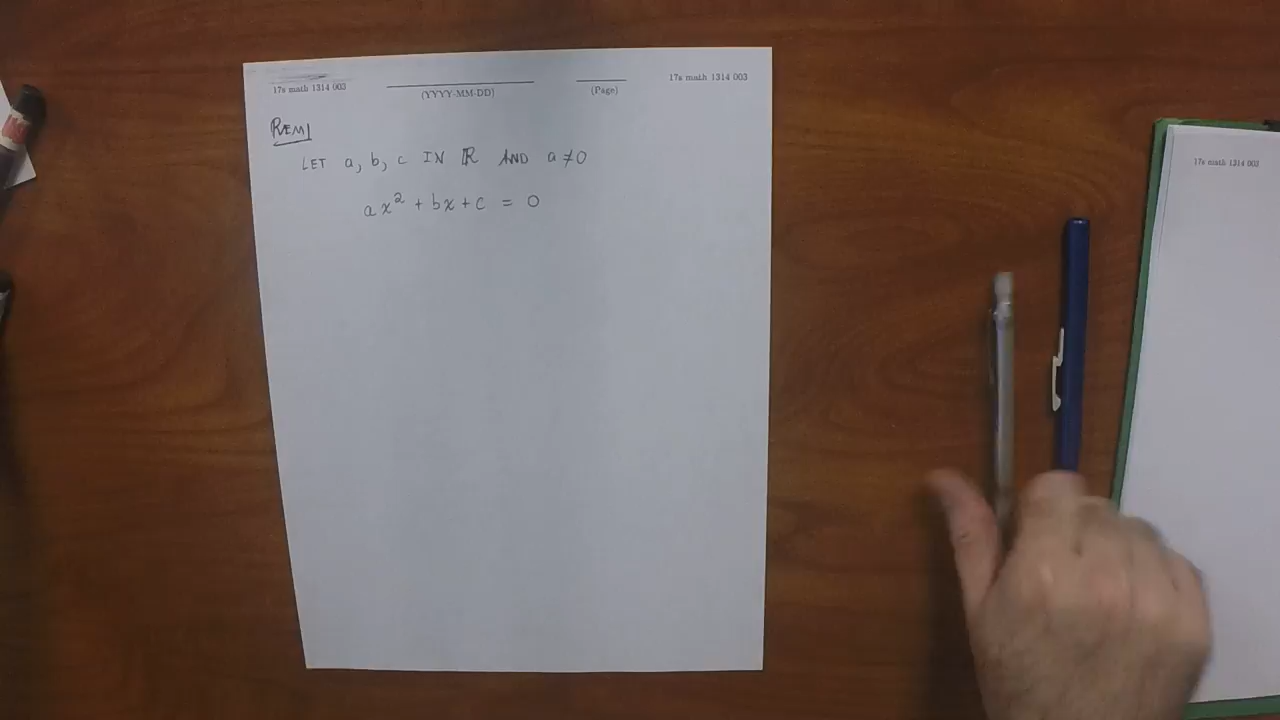 17s math 1314 003 (YYYY-MM-DD) (Page) 17s math 1314 003
REM
LET a, b, c IN ℝ AND a ≠ 0
ax² + bx + c = 0
17s math 1314 003